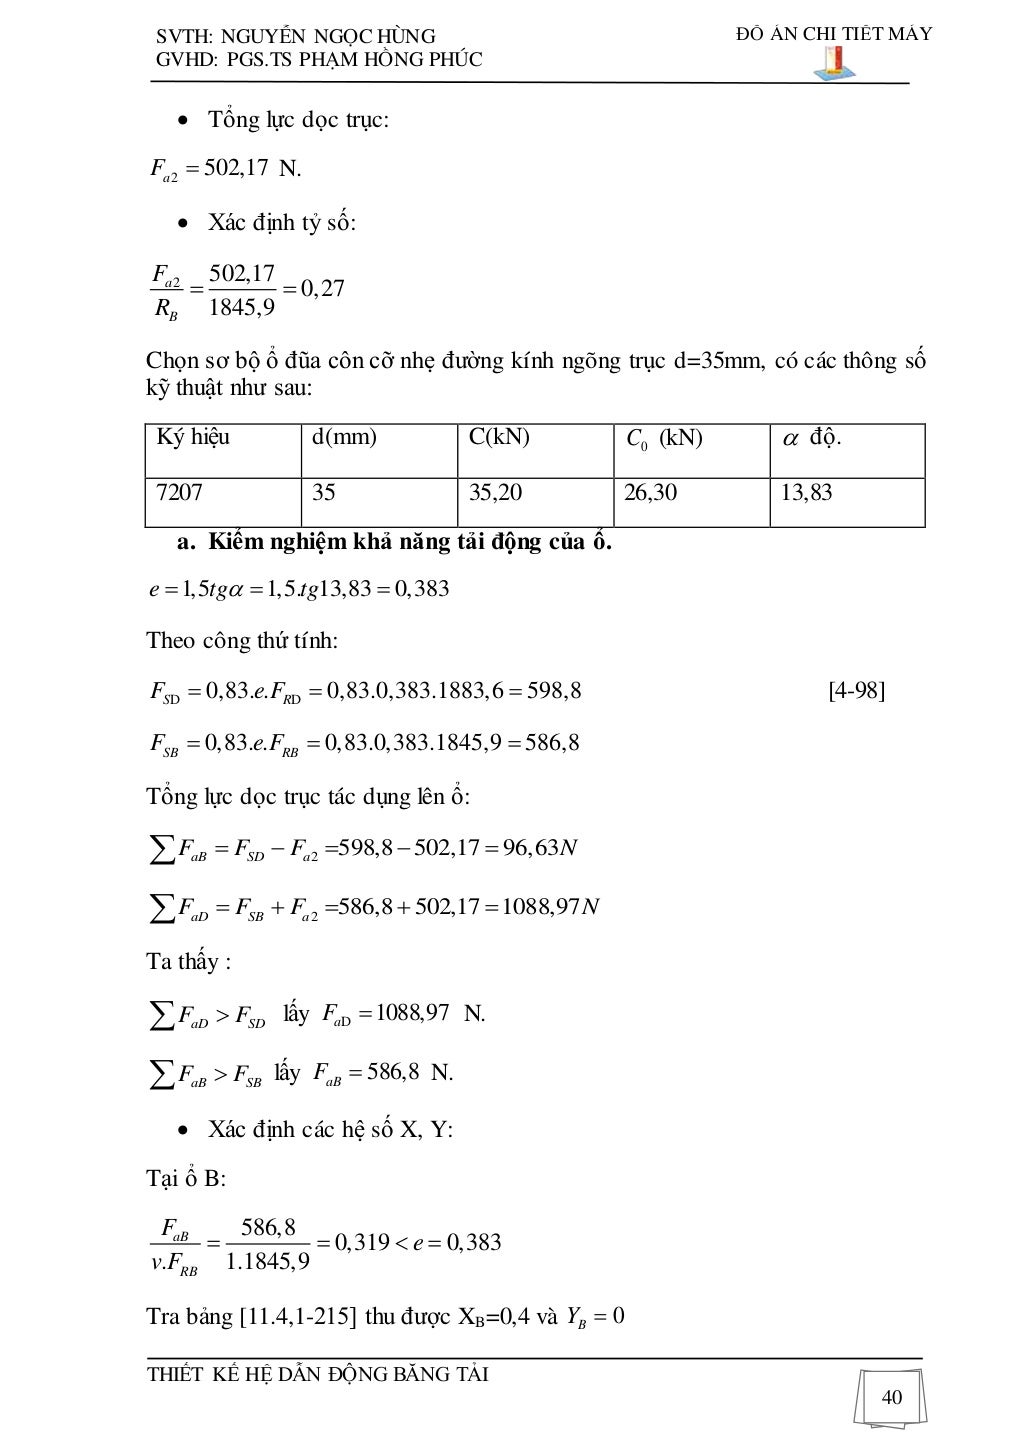 SVTH: NGUYỄN NGỌC HÙNG
ĐỒ ÁN CHI TIẾT MÁY
GVHD: PGS.TS PHẠM HỒNG PHÚC
• Tổng lực dọc trục:
F_{a2} = 502,17 N.
• Xác định tỷ số:
\frac{F_{a2}}{R_B} = \frac{502,17}{1845,9} = 0,27
Chọn sơ bộ ổ đũa côn cỡ nhẹ đường kính ngõng trục d=35mm, có các thông số
kỹ thuật như sau:
Ký hiệu d(mm) C(kN) C_0 (kN) α độ.
7207 35 35,20 26,30 13,83
a. Kiểm nghiệm khả năng tải động của ổ.
e = 1,5tgα = 1,5.tg13,83 = 0,383
Theo công thứ tính:
F_{SD} = 0,83.e.F_{RD} = 0,83.0,383.1883,6 = 598,8 [4-98]
F_{SB} = 0,83.e.F_{RB} = 0,83.0,383.1845,9 = 586,8
Tổng lực dọc trục tác dụng lên ổ:
∑F_{aB} = F_{SD} − F_{a2} =598,8 − 502,17 = 96,63N
∑F_{aD} = F_{SB} + F_{a2} =586,8 + 502,17 = 1088,97N
Ta thấy :
∑F_{aD} > F_{SD} lấy F_{aD} = 1088,97 N.
∑F_{aB} > F_{SB} lấy F_{aB} = 586,8 N.
• Xác định các hệ số X, Y:
Tại ổ B:
\frac{F_{aB}}{v.F_{RB}} = \frac{586,8}{1.1845,9} = 0,319 < e = 0,383
Tra bảng [11.4,1-215] thu được X_B=0,4 và Y_B = 0
THIẾT KẾ HỆ DẪN ĐỘNG BĂNG TẢI
40